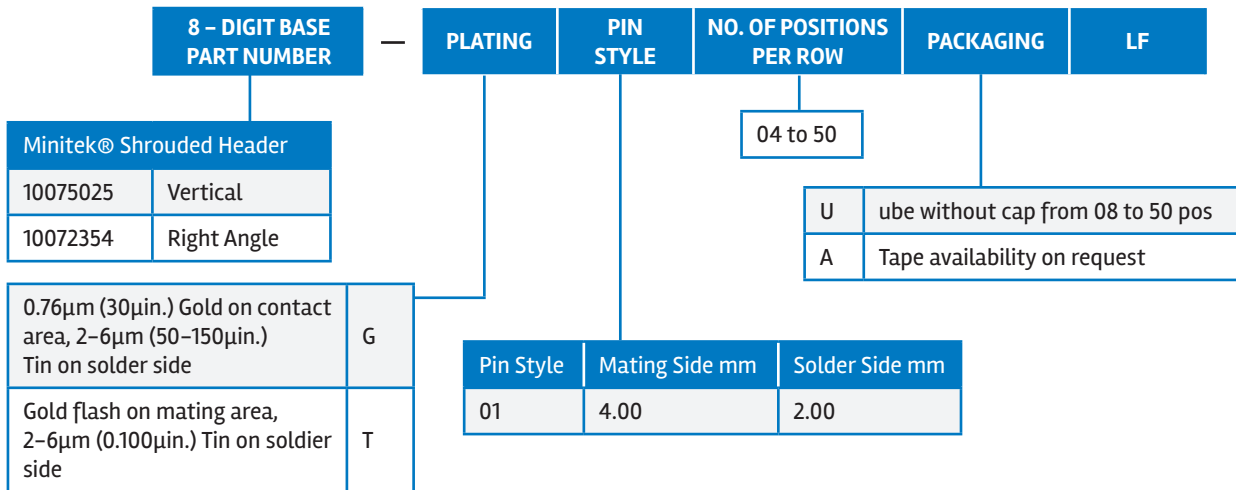 8 – DIGIT BASE
PART NUMBER
—
PLATING
PIN
STYLE
NO. OF POSITIONS
PER ROW
PACKAGING
LF
Minitek® Shrouded Header
10075025 Vertical
10072354 Right Angle
04 to 50
U ube without cap from 08 to 50 pos
A Tape availability on request
0.76µm (30µin.) Gold on contact
area, 2–6µm (50–150µin.)
Tin on solder side
G
Gold flash on mating area,
2–6µm (0.100µin.) Tin on soldier
side
T
Pin Style Mating Side mm Solder Side mm
01 4.00 2.00